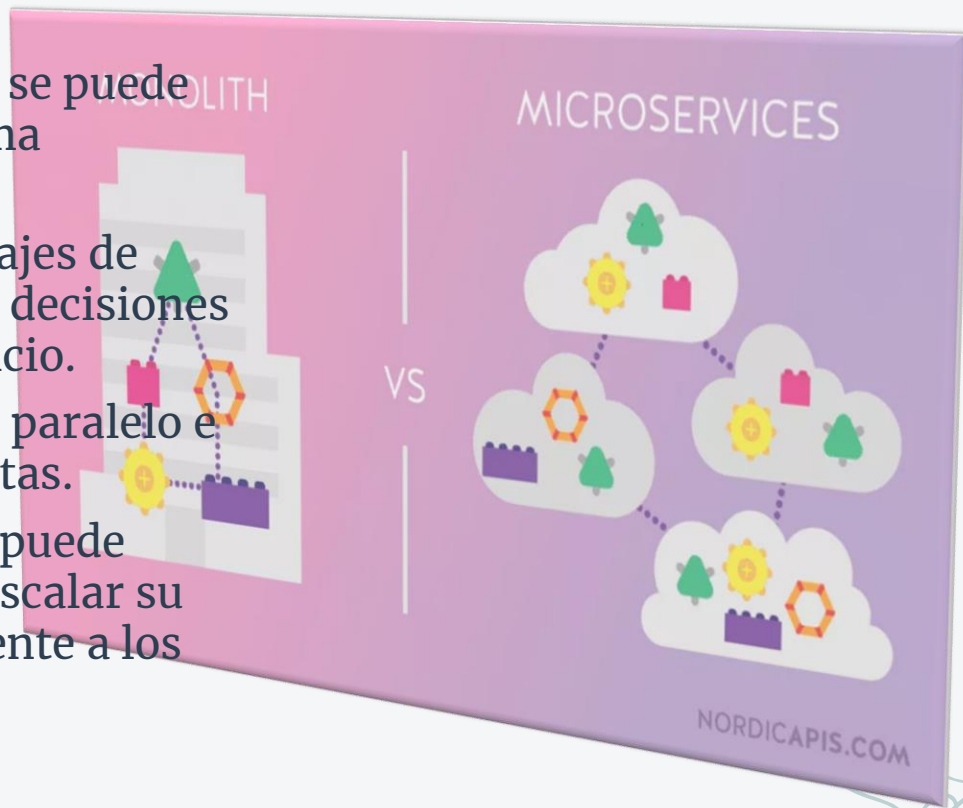 se puede
na
ajes de
decisiones
cio.
paralelo e
tas.
puede
scalar su
ente a los
MONOLITH
VS
MICROSERVICES
NORDICAPIS.COM